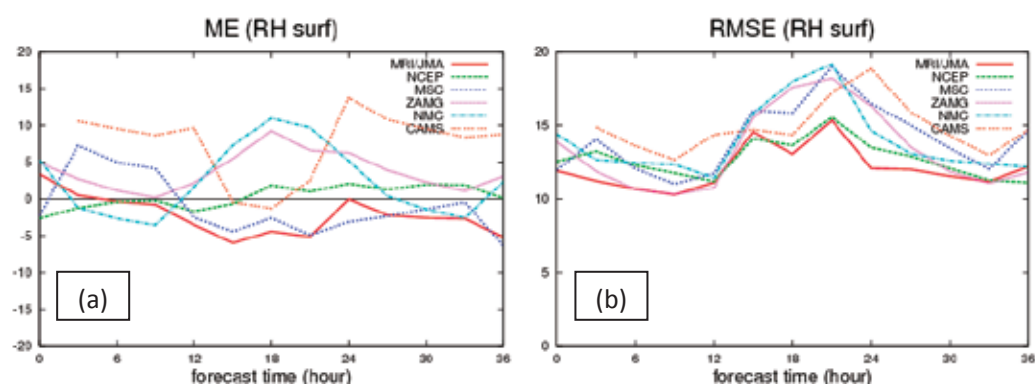 ME (RH surf)
20
15
10
5
0
-5
-10
-15
-20
MRI/JMA
NCEP
MSC
ZAMG
NMC
CAMS
(a)
0 6 12 18 24 30 36
forecast time (hour)
RMSE (RH surf)
20
15
10
5
0
MRI/JMA
NCEP
MSC
ZAMG
NMC
CAMS
(b)
0 6 12 18 24 30 36
forecast time (hour)